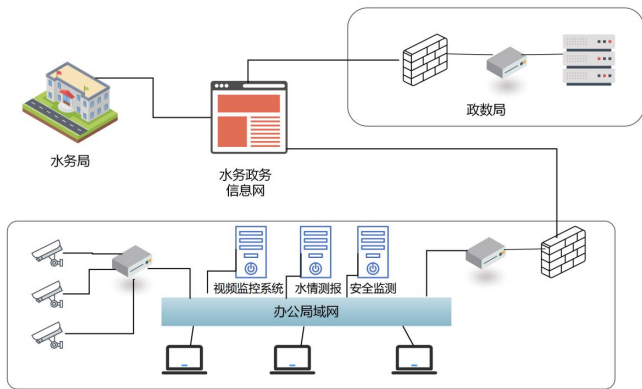 政数局
水务局
水务政务
信息网
视频监控系统
水情测报
安全监测
办公局域网